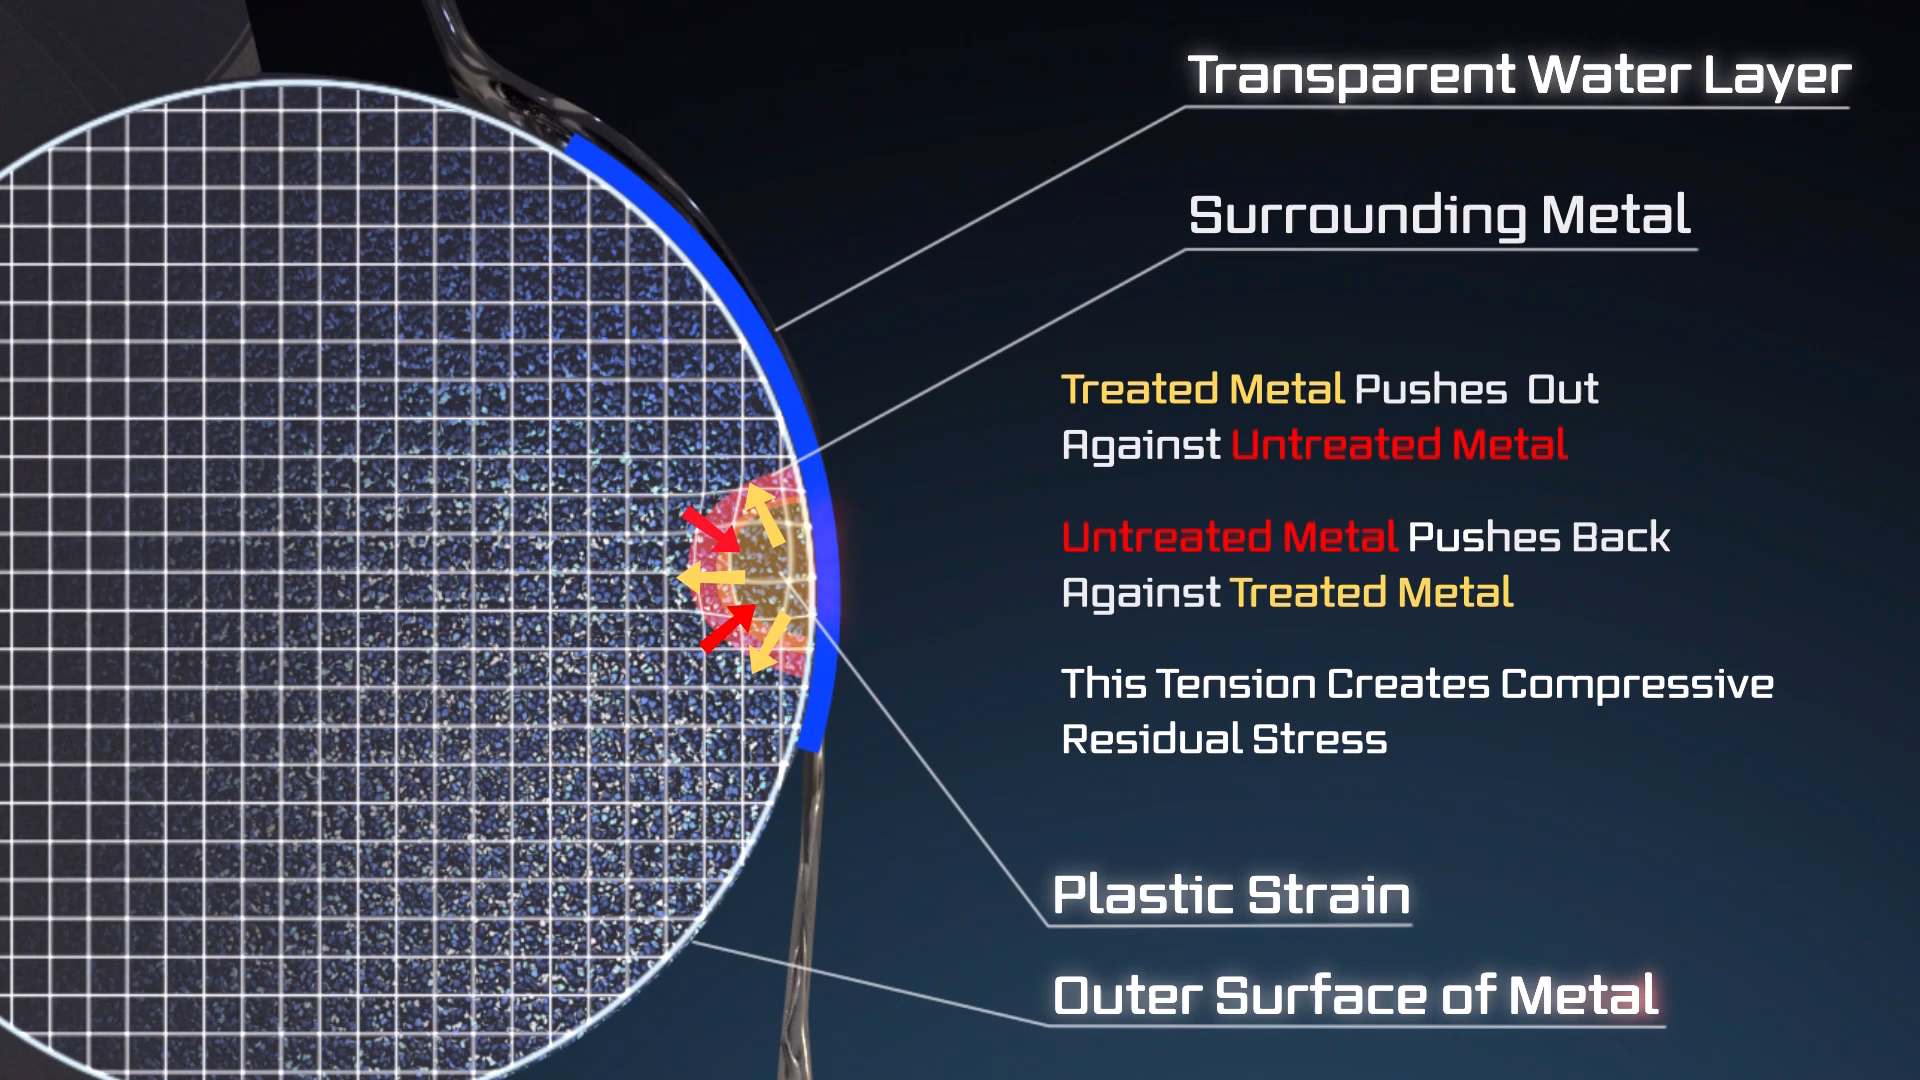 Transparent Water Layer
Surrounding Metal
Treated Metal Pushes Out
Against Untreated Metal
Untreated Metal Pushes Back
Against Treated Metal
This Tension Creates Compressive
Residual Stress
Plastic Strain
Outer Surface of Metal